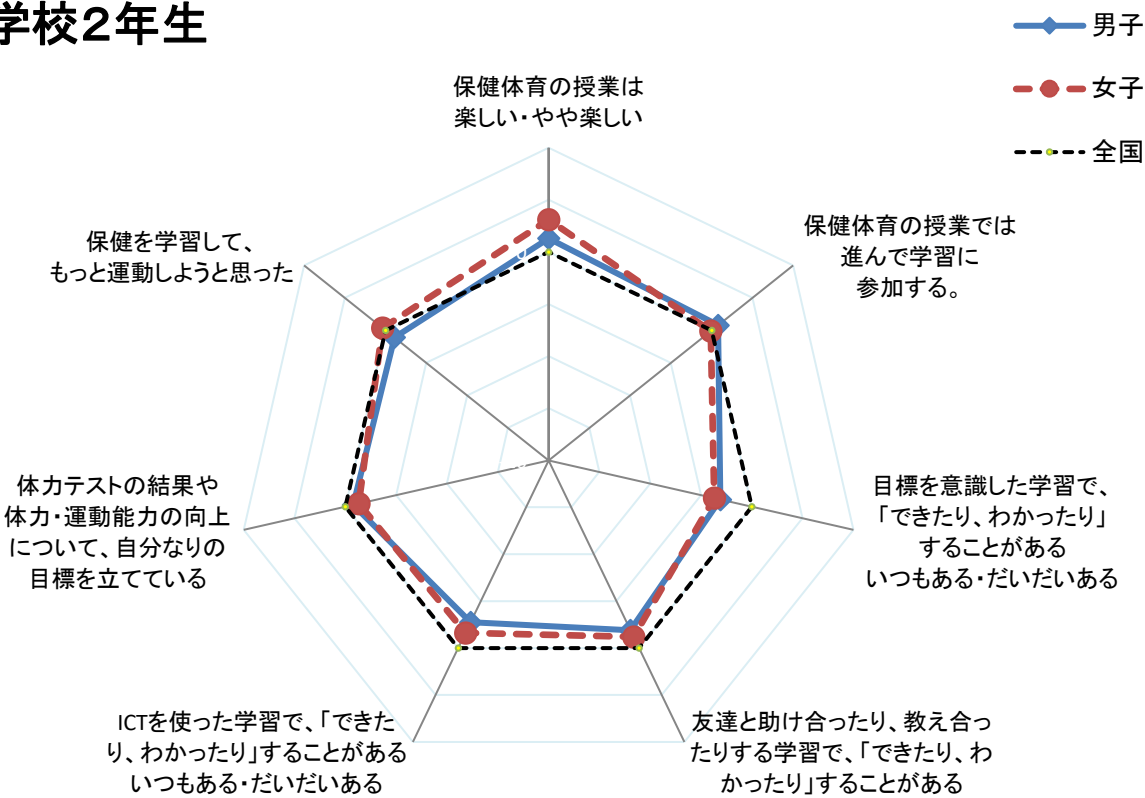 学校２年生
男子
女子
全国
保健体育の授業は
楽しい・やや楽しい
保健体育の授業では
進んで学習に
参加する。
目標を意識した学習で、
「できたり、わかったり」
することがある
いつもある・だいだいある
友達と助け合ったり、教え合っ
たりする学習で、「できたり、わ
かったり」することがある
ICTを使った学習で、「できた
り、わかったり」することがある
いつもある・だいだいある
体力テストの結果や
体力・運動能力の向上
について、自分なりの
目標を立てている
保健を学習して、
もっと運動しようと思った